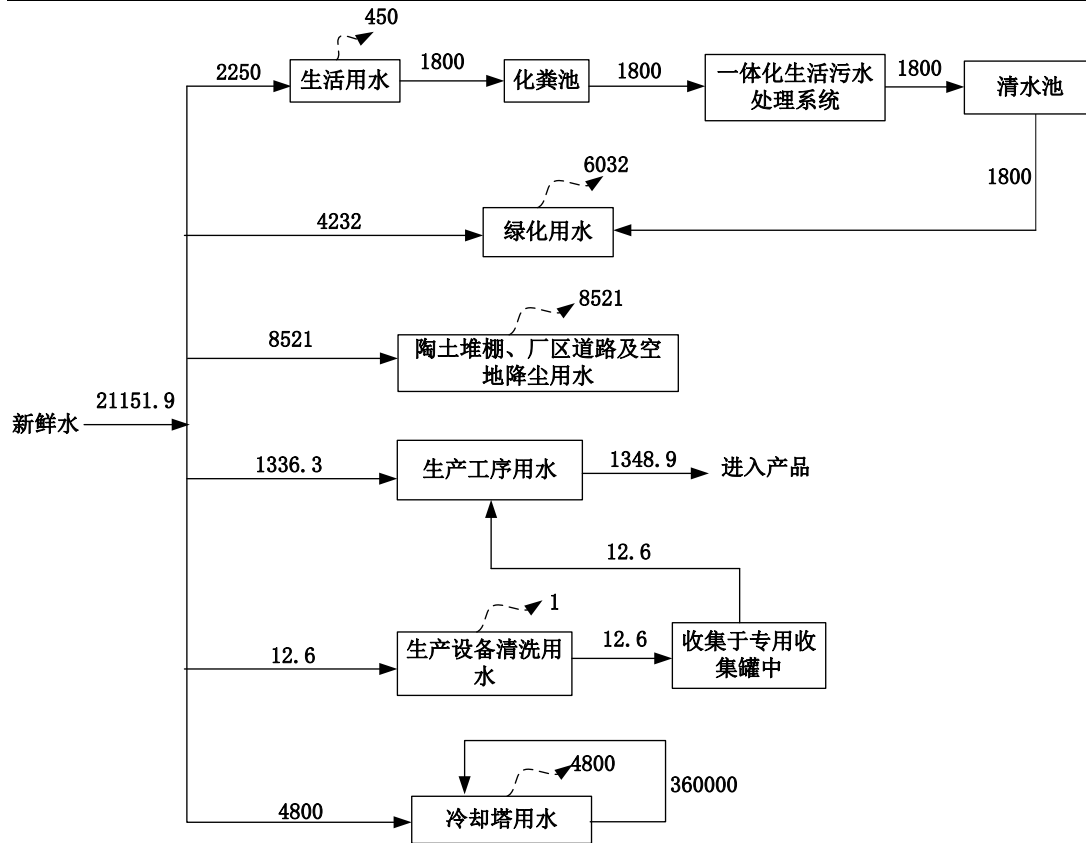 450
2250
生活用水
1800
化粪池
1800
一体化生活污水
处理系统
1800
清水池
1800
6032
4232
绿化用水
8521
8521
陶土堆棚、厂区道路及空
地降尘用水
新鲜水
21151.9
1336.3
生产工序用水
1348.9
进入产品
12.6
1
12.6
生产设备清洗用
水
12.6
收集于专用收
集罐中
4800
360000
4800
冷却塔用水